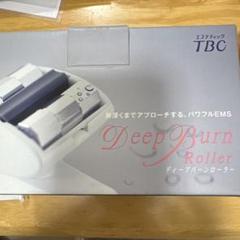 エステティック
TBC
深くまでアプローチする、パワフルEMS
Deep Burn
Roller
ディープバーンローラー